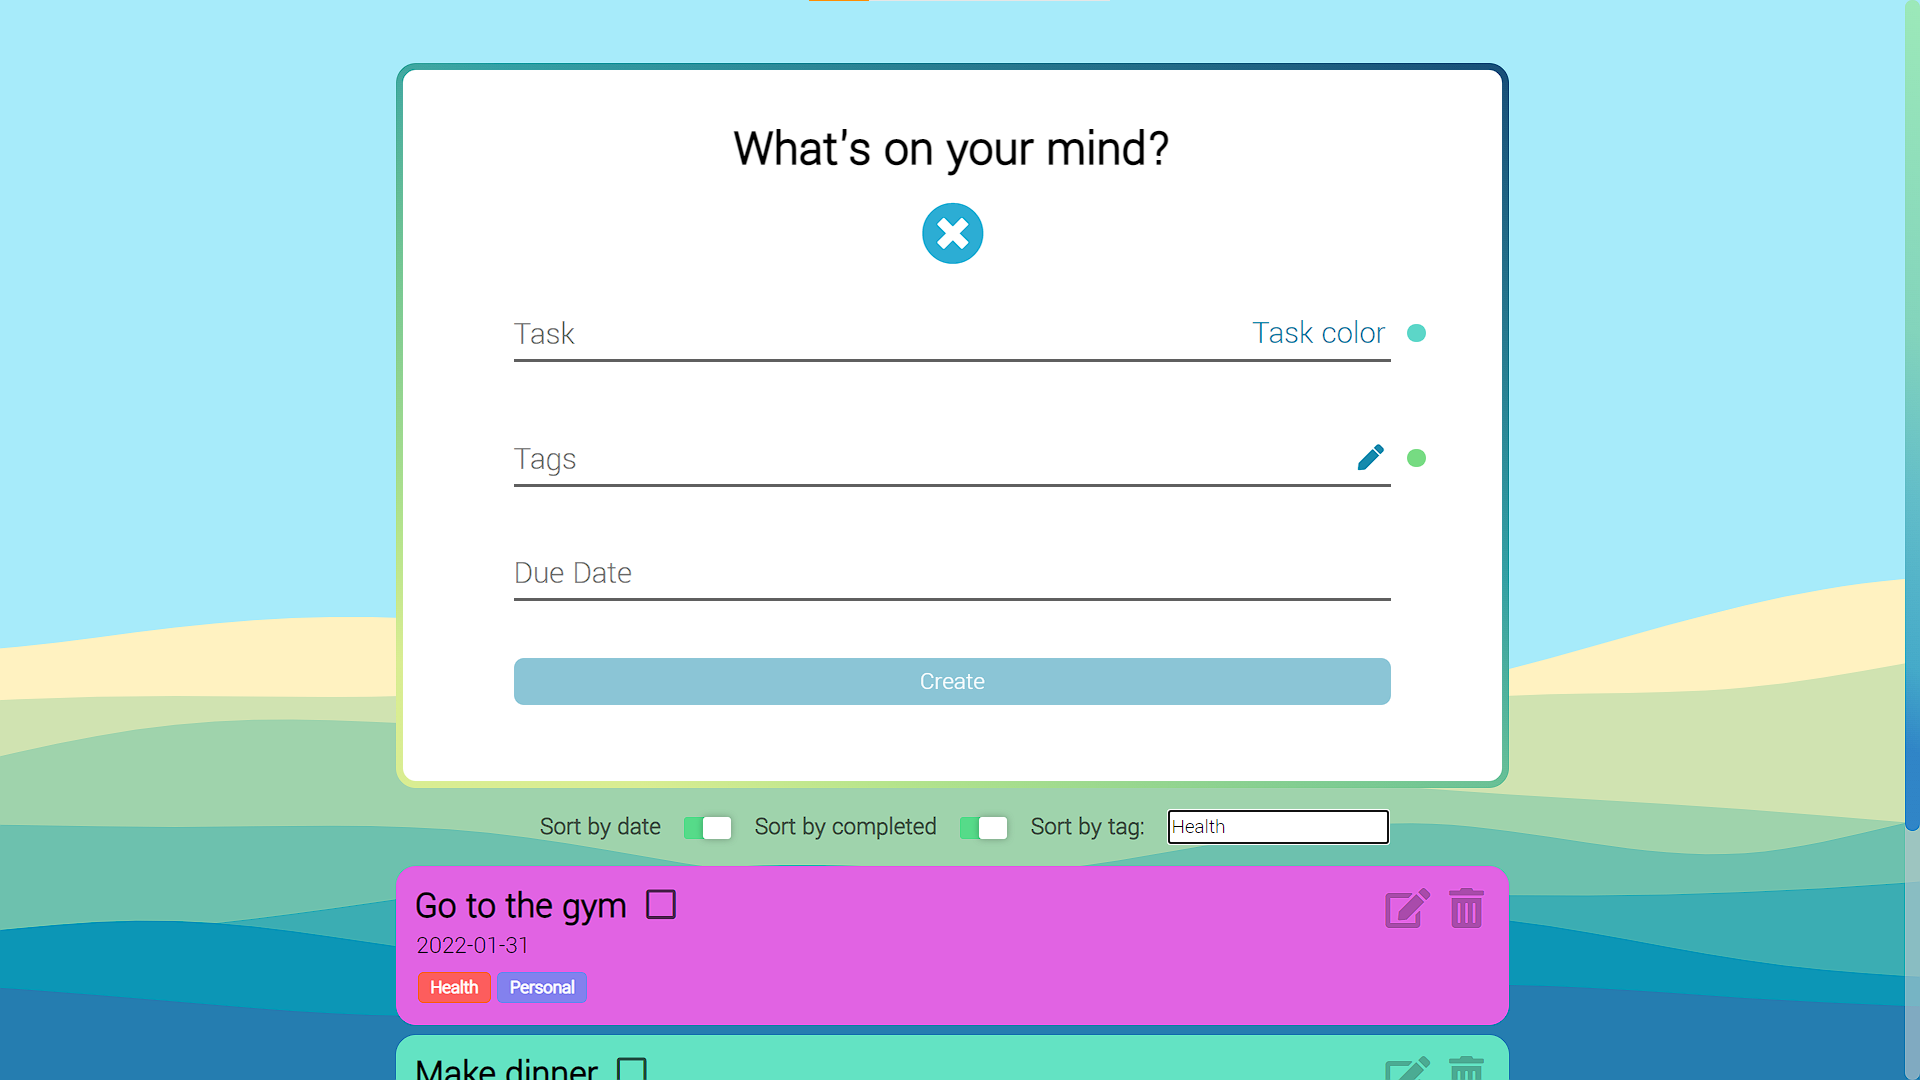 What's on your mind?
Task
Task color
Tags
Due Date
Create
Sort by date Sort by completed Sort by tag: Health
Go to the gym
2022-01-31
Health Personal
Make dinner